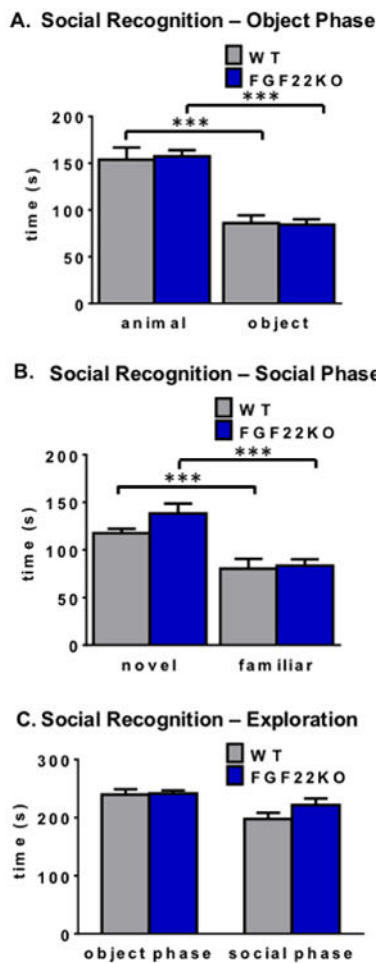 A. Social Recognition – Object Phase
WT
FGF22KO
***
***
200
150
100
50
0
time (s)
animal object
B. Social Recognition – Social Phase
WT
FGF22KO
***
***
200
150
100
50
0
time (s)
novel familiar
C. Social Recognition – Exploration
WT
FGF22KO
300
200
100
0
time (s)
object phase social phase